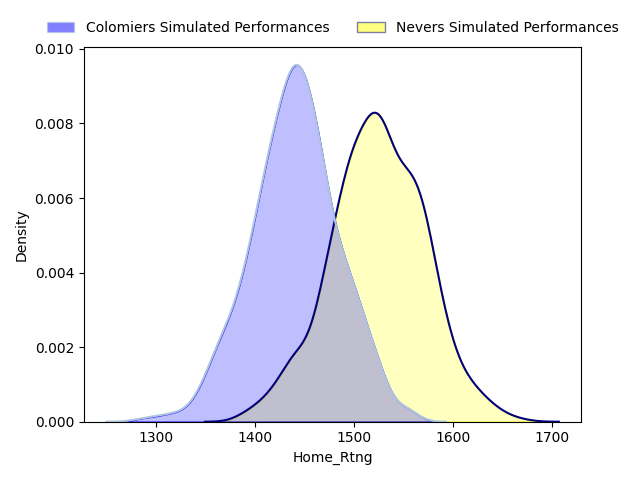 Colomiers Simulated Performances Nevers Simulated Performances
0.010
0.008
0.006
0.004
0.002
0.000
Density
1300 1400 1500 1600 1700
Home_Rtng